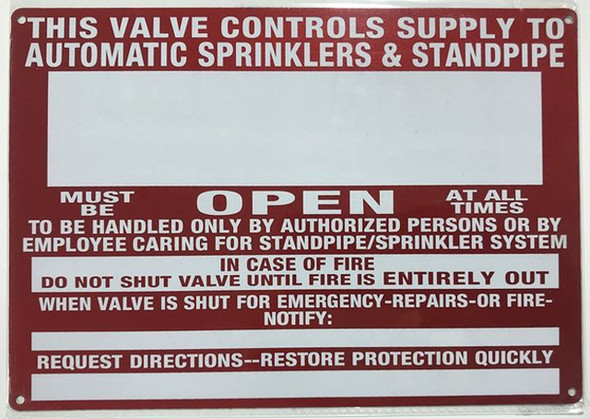 THIS VALVE CONTROLS SUPPLY TO
AUTOMATIC SPRINKLERS & STANDPIPE
MUST BE OPEN AT ALL TIMES
TO BE HANDLED ONLY BY AUTHORIZED PERSONS OR BY
EMPLOYEE CARING FOR STANDPIPE/SPRINKLER SYSTEM
IN CASE OF FIRE
DO NOT SHUT VALVE UNTIL FIRE IS ENTIRELY OUT
WHEN VALVE IS SHUT FOR EMERGENCY-REPAIRS-OR FIRE-
NOTIFY:
REQUEST DIRECTIONS--RESTORE PROTECTION QUICKLY